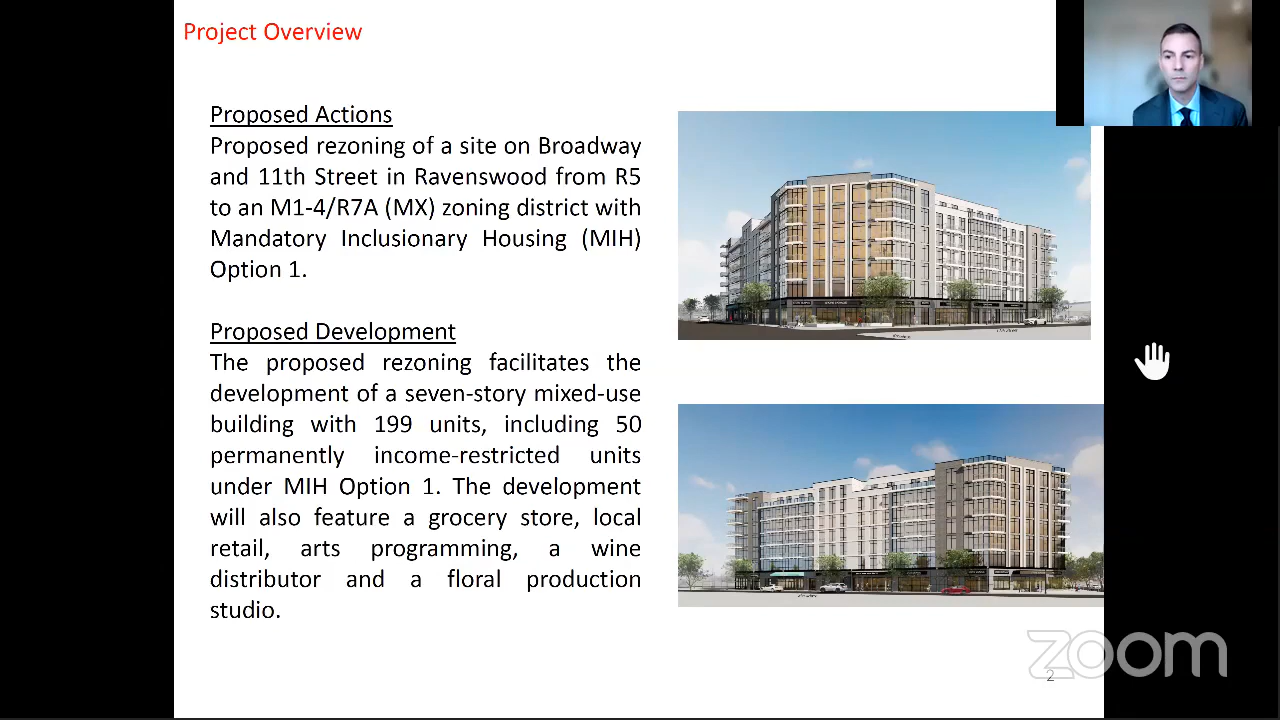 Project Overview
Proposed Actions
Proposed rezoning of a site on Broadway
and 11th Street in Ravenswood from R5
to an M1-4/R7A (MX) zoning district with
Mandatory Inclusionary Housing (MIH)
Option 1.
Proposed Development
The proposed rezoning facilitates the
development of a seven-story mixed-use
building with 199 units, including 50
permanently income-restricted units
under MIH Option 1. The development
will also feature a grocery store, local
retail, arts programming, a wine
distributor and a floral production
studio.
zoom
2